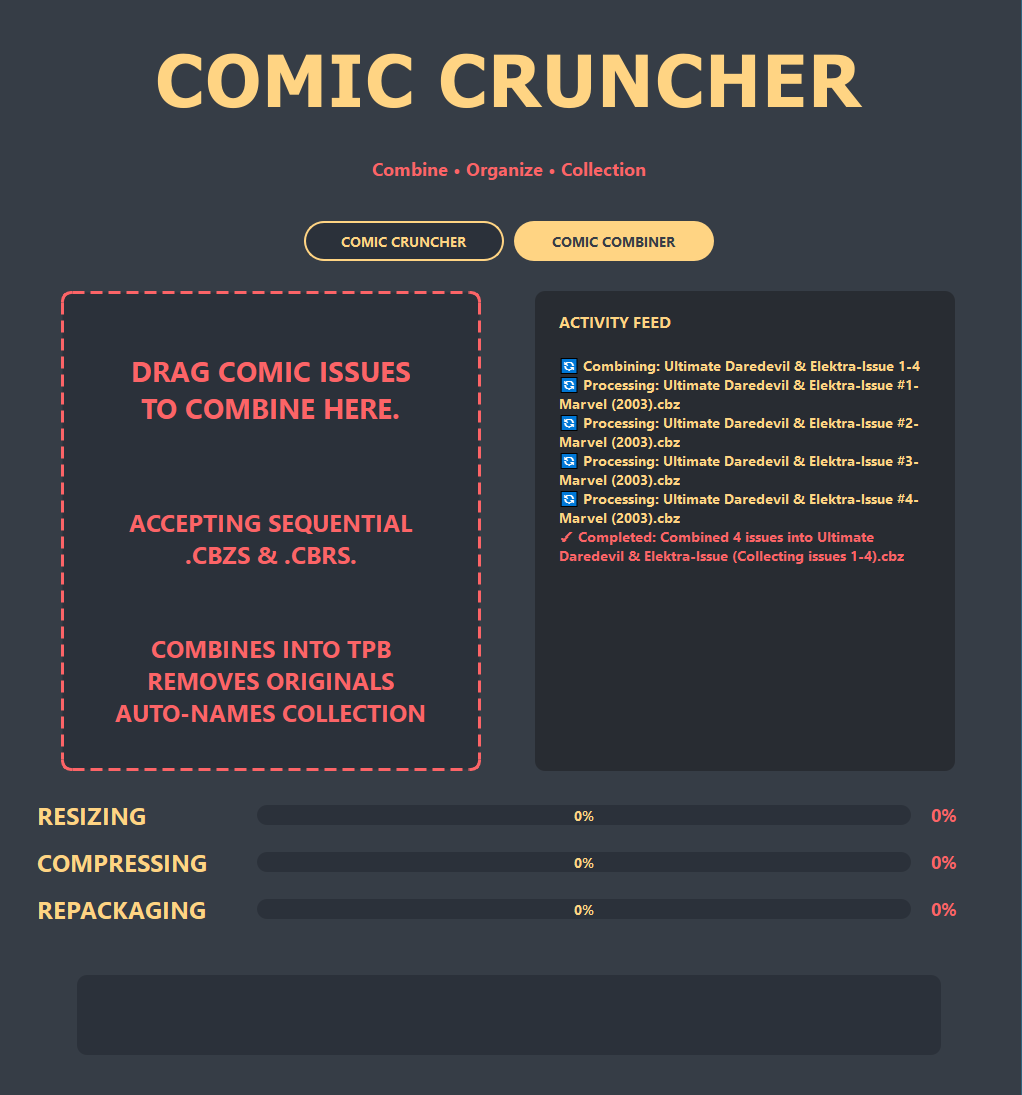 COMIC CRUNCHER
Combine • Organize • Collection
COMIC CRUNCHER
COMIC COMBINER
DRAG COMIC ISSUES
TO COMBINE HERE.
ACCEPTING SEQUENTIAL
.CBZS & .CBRS.
COMBINES INTO TPB
REMOVES ORIGINALS
AUTO-NAMES COLLECTION
ACTIVITY FEED
🔄 Combining: Ultimate Daredevil & Elektra-Issue 1-4
🔄 Processing: Ultimate Daredevil & Elektra-Issue #1-
Marvel (2003).cbz
🔄 Processing: Ultimate Daredevil & Elektra-Issue #2-
Marvel (2003).cbz
🔄 Processing: Ultimate Daredevil & Elektra-Issue #3-
Marvel (2003).cbz
🔄 Processing: Ultimate Daredevil & Elektra-Issue #4-
Marvel (2003).cbz
✓ Completed: Combined 4 issues into Ultimate
Daredevil & Elektra-Issue (Collecting issues 1-4).cbz
RESIZING 0% 0%
COMPRESSING 0% 0%
REPACKAGING 0% 0%